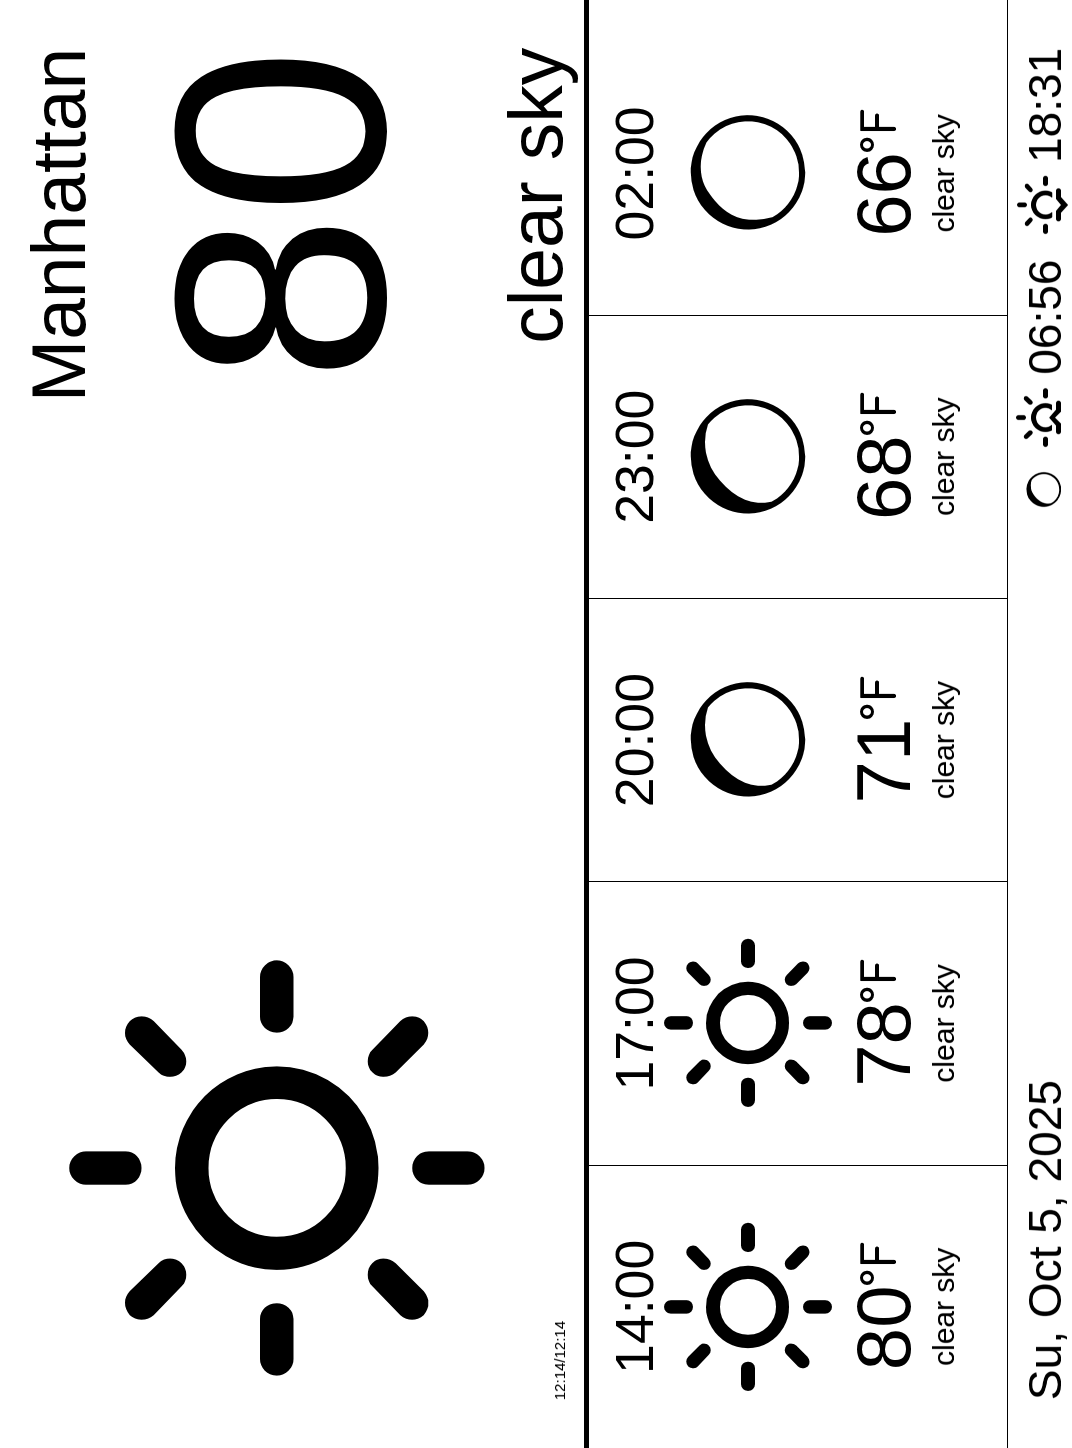 Manhattan
80
clear sky
12:14/12:14
14:00 17:00 20:00 23:00 02:00
80°F 78°F 71°F 68°F 66°F
clear sky clear sky clear sky clear sky clear sky
Su, Oct 5, 2025 06:56 18:31